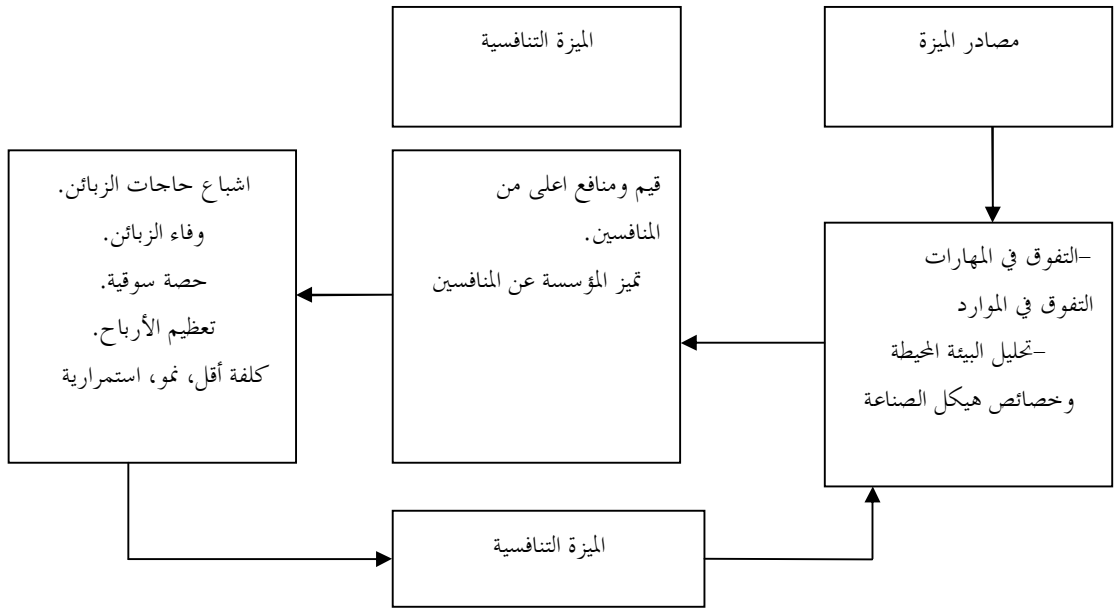 مصادر الميزة
الميزة التنافسية
–التفوق في المهارات
التفوق في الموارد
–تحليل البيئة المحيطة
وخصائص هيكل الصناعة
قيم ومنافع اعلى من
المنافسين.
تميز المؤسسة عن المنافسين
اشباع حاجات الزبائن.
وفاء الزبائن.
حصة سوقية.
تعظيم الأرباح.
كلفة أقل، نمو، استمرارية
الميزة التنافسية